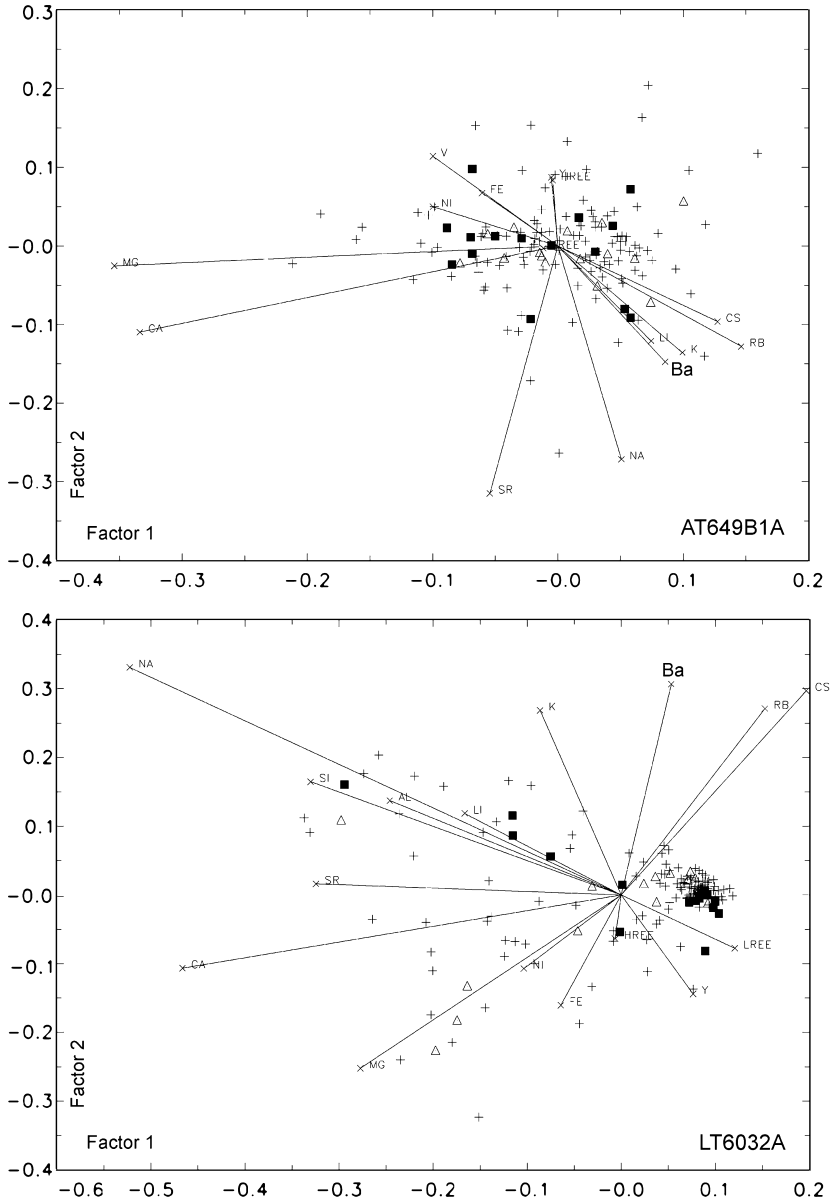 0.3
0.2
0.1
-0.0
-0.1
-0.2
-0.3
-0.4
V
FE
NI
Y
MG
CA
CS
LI
K
RB
Ba
NA
SR
Factor 2
Factor 1
AT649B1A
-0.4 -0.3 -0.2 -0.1 -0.0 0.1 0.2
0.4
0.3
0.2
0.1
-0.0
-0.1
-0.2
-0.3
-0.4
NA
Ba
CS
K
RB
SI
AL
LI
SR
HREE
LREE
CA
NI
Y
FE
MG
Factor 2
Factor 1
LT6032A
-0.6 -0.5 -0.4 -0.3 -0.2 -0.1 -0.0 0.1 0.2